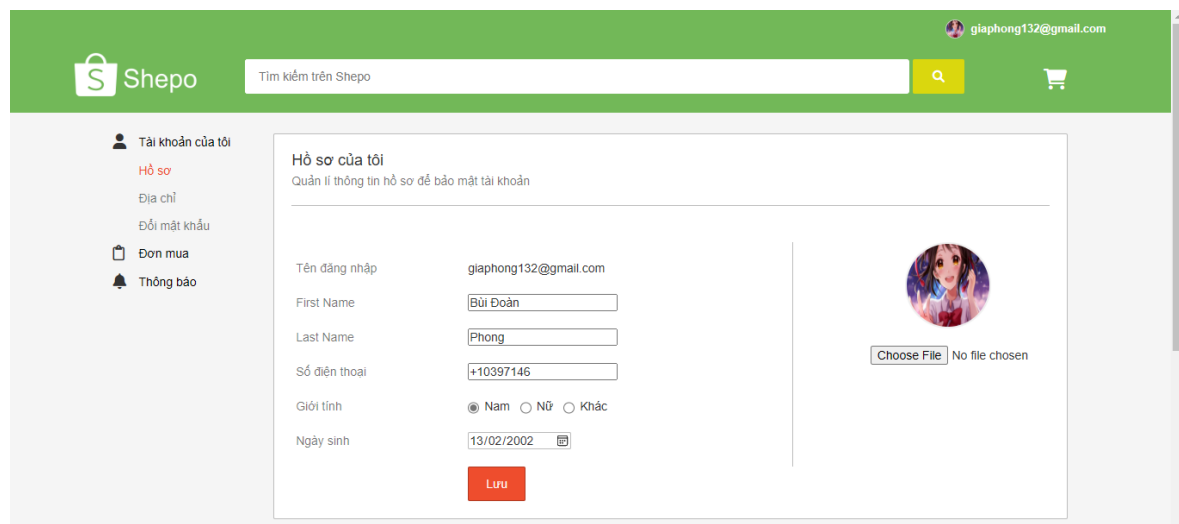 giaphong132@gmail.com
S Shepo
Tìm kiếm trên Shepo
Tài khoản của tôi
Hồ sơ
Địa chỉ
Đổi mật khẩu
Đơn mua
Thông báo
Hồ sơ của tôi
Quản lí thông tin hồ sơ để bảo mật tài khoản
Tên đăng nhập giaphong132@gmail.com
First Name Bùi Đoàn
Last Name Phong
Số điện thoại +10397146
Giới tính Nam Nữ Khác
Ngày sinh 13/02/2002
Lưu
Choose File No file chosen